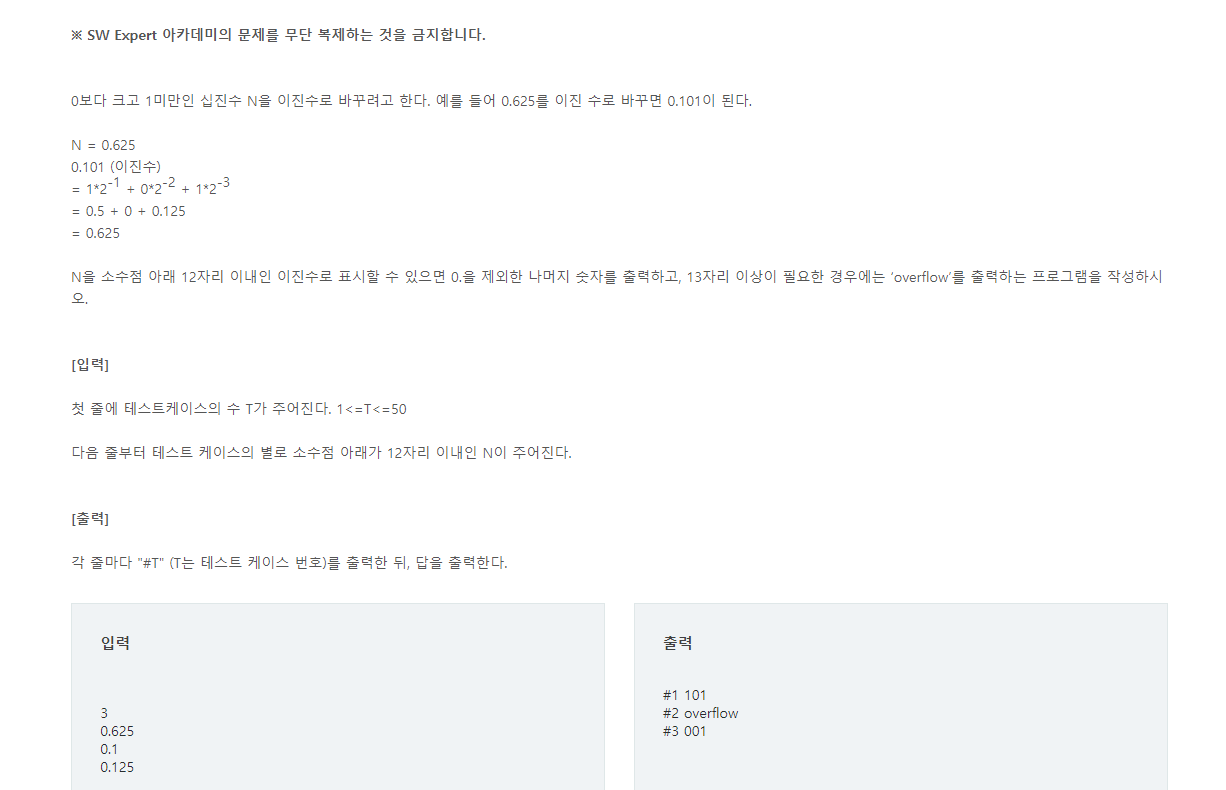 ※ SW Expert 아카데미의 문제를 무단 복제하는 것을 금지합니다.
0보다 크고 1미만인 십진수 N을 이진수로 바꾸려고 한다. 예를 들어 0.625를 이진 수로 바꾸면 0.101이 된다.
N = 0.625
0.101 (이진수)
= 1*2^-1 + 0*2^-2 + 1*2^-3
= 0.5 + 0 + 0.125
= 0.625
N을 소수점 아래 12자리 이내인 이진수로 표시할 수 있으면 0.을 제외한 나머지 숫자를 출력하고, 13자리 이상이 필요한 경우에는 ‘overflow’를 출력하는 프로그램을 작성하시
오.
[입력]
첫 줄에 테스트케이스의 수 T가 주어진다. 1<=T<=50
다음 줄부터 테스트 케이스의 별로 소수점 아래가 12자리 이내인 N이 주어진다.
[출력]
각 줄마다 "#T" (T는 테스트 케이스 번호)를 출력한 뒤, 답을 출력한다.
입력
3
0.625
0.1
0.125
출력
#1 101
#2 overflow
#3 001